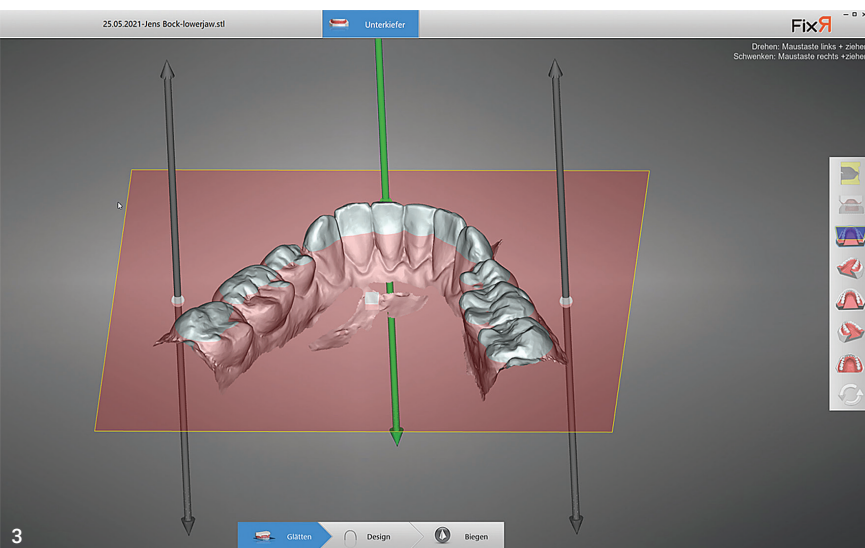 25.05.2021-Jens Bock-lowerjaw.stl
Unterkiefer
FixR
Drehen: Maustaste links + ziehe
Schwenken: Maustaste rechts +ziehe
3
Glätten
Design
Biegen